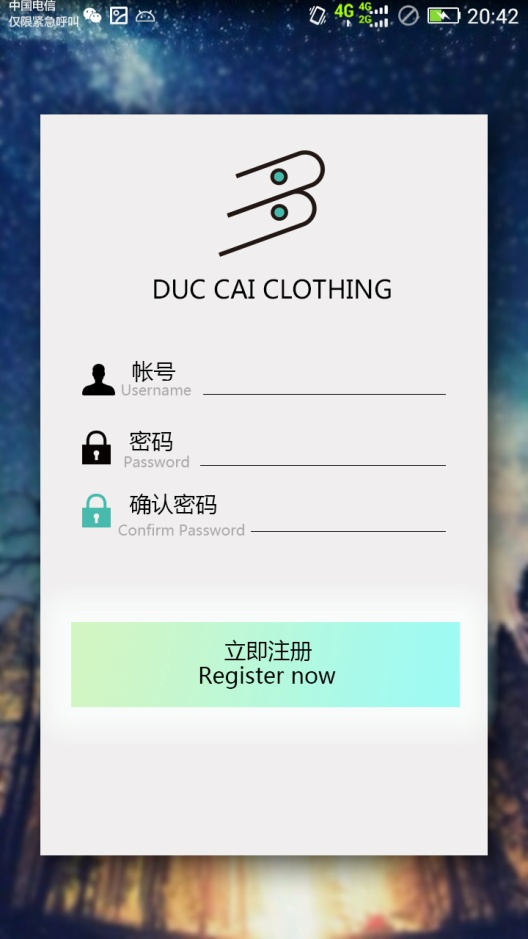 中国电信
仅限紧急呼叫
4G
4G
2G
20:42
DUC CAI CLOTHING
帐号
Username
密码
Password
确认密码
Confirm Password
立即注册
Register now